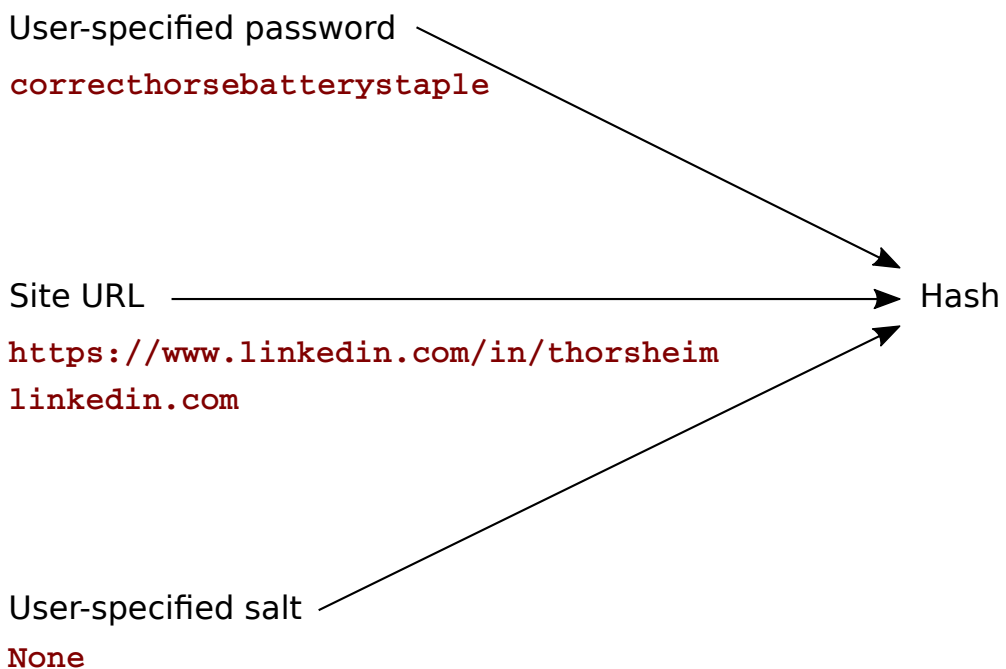 User-specified password
correcthorsebatterystaple
Site URL
Hash
https://www.linkedin.com/in/thorsheim
linkedin.com
User-specified salt
None